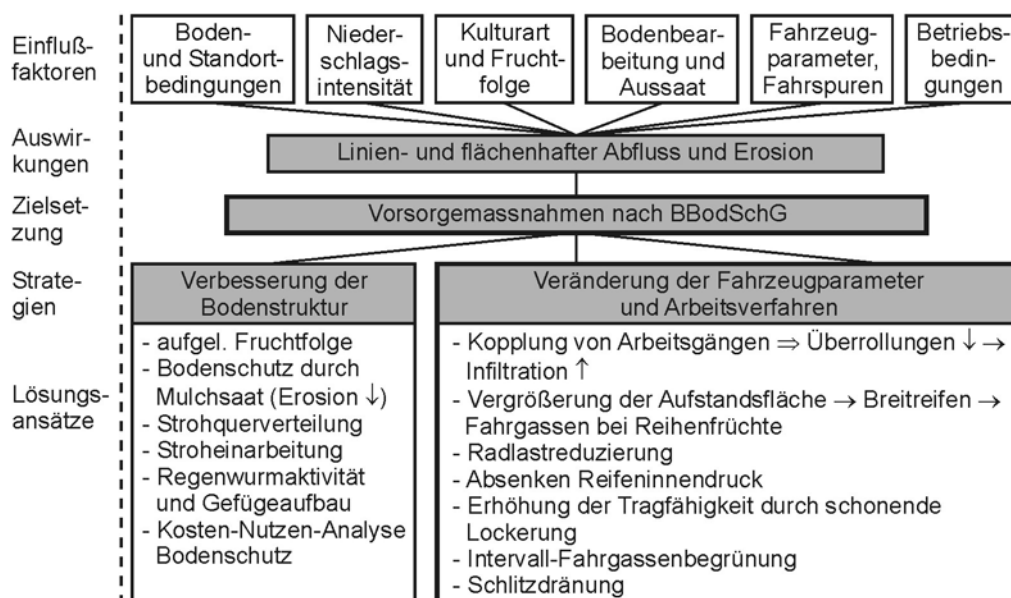 Einfluß-
faktoren
Boden-
und Standort-
bedingungen
Nieder-
schlags-
intensität
Kulturart
und Frucht-
folge
Bodenbear-
beitung und
Aussaat
Fahrzeug-
parameter,
Fahrspuren
Betriebs-
bedin-
gungen
Auswir-
kungen
Linien- und flächenhafter Abfluss und Erosion
Zielset-
zung
Vorsorgemassnahmen nach BBodSchG
Strate-
gien
Verbesserung der
Bodenstruktur
Veränderung der Fahrzeugparameter
und Arbeitsverfahren
Lösungs-
ansätze
- aufgel. Fruchtfolge
- Bodenschutz durch
Mulchsaat (Erosion ↓)
- Strohquerverteilung
- Stroheinarbeitung
- Regenwurmaktivität
und Gefügeaufbau
- Kosten-Nutzen-Analyse
Bodenschutz
- Kopplung von Arbeitsgängen ⇒ Überrollungen ↓ →
Infiltration ↑
- Vergrößerung der Aufstandsfläche → Breitreifen →
Fahrgassen bei Reihenfrüchte
- Radlastreduzierung
- Absenken Reifeninnendruck
- Erhöhung der Tragfähigkeit durch schonende
Lockerung
- Intervall-Fahrgassenbegrünung
- Schlitzdränung